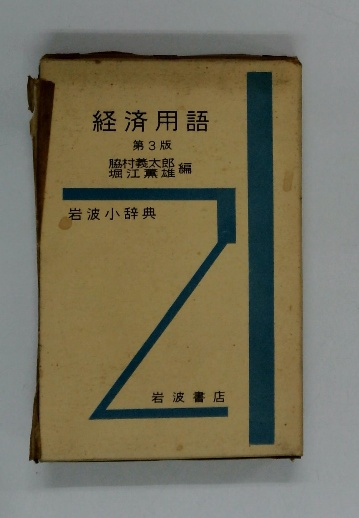 経済用語
第3版
脇村義太郎
堀江薫雄 編
岩波小辞典
岩波書店